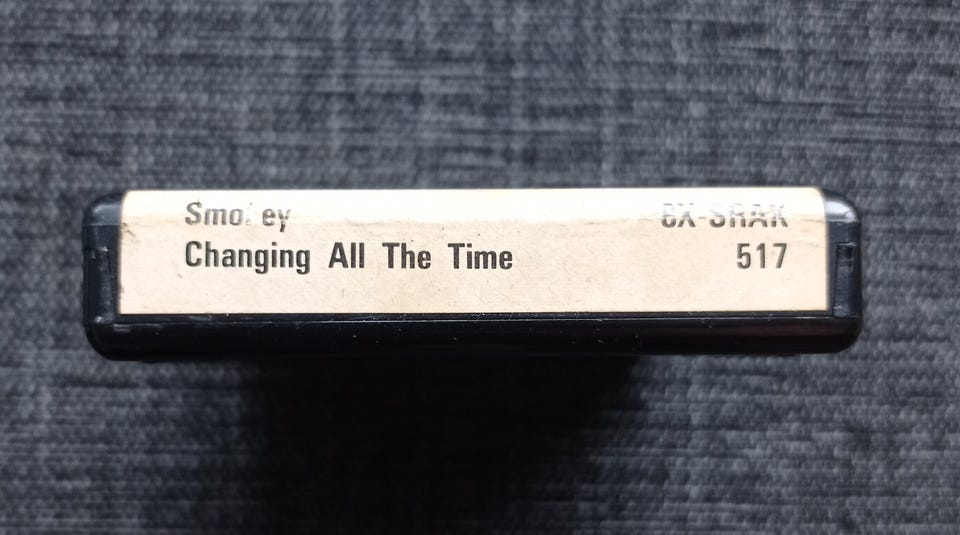 Smokey 8X-SRAK
Changing All The Time 517